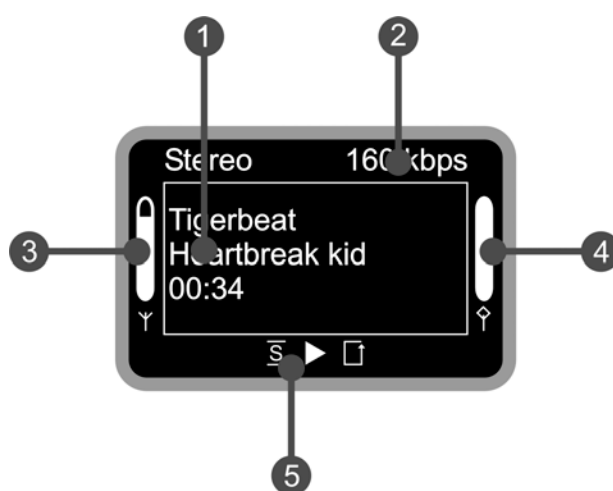 1 2
Stereo 160 kbps
Tigerbeat
3 Heartbreak kid 4
00:34
S
5